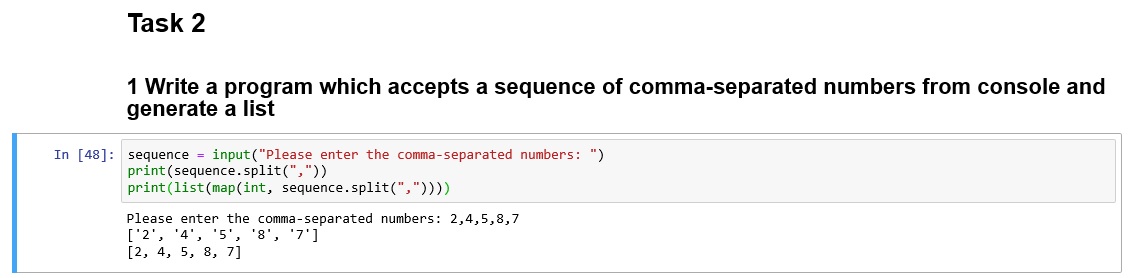 Task 2
1 Write a program which accepts a sequence of comma-separated numbers from console and
generate a list
In [48]: sequence = input("Please enter the comma-separated numbers: ")
print(sequence.split(","))
print(list(map(int, sequence.split(","))))
Please enter the comma-separated numbers: 2,4,5,8,7
['2', '4', '5', '8', '7']
[2, 4, 5, 8, 7]